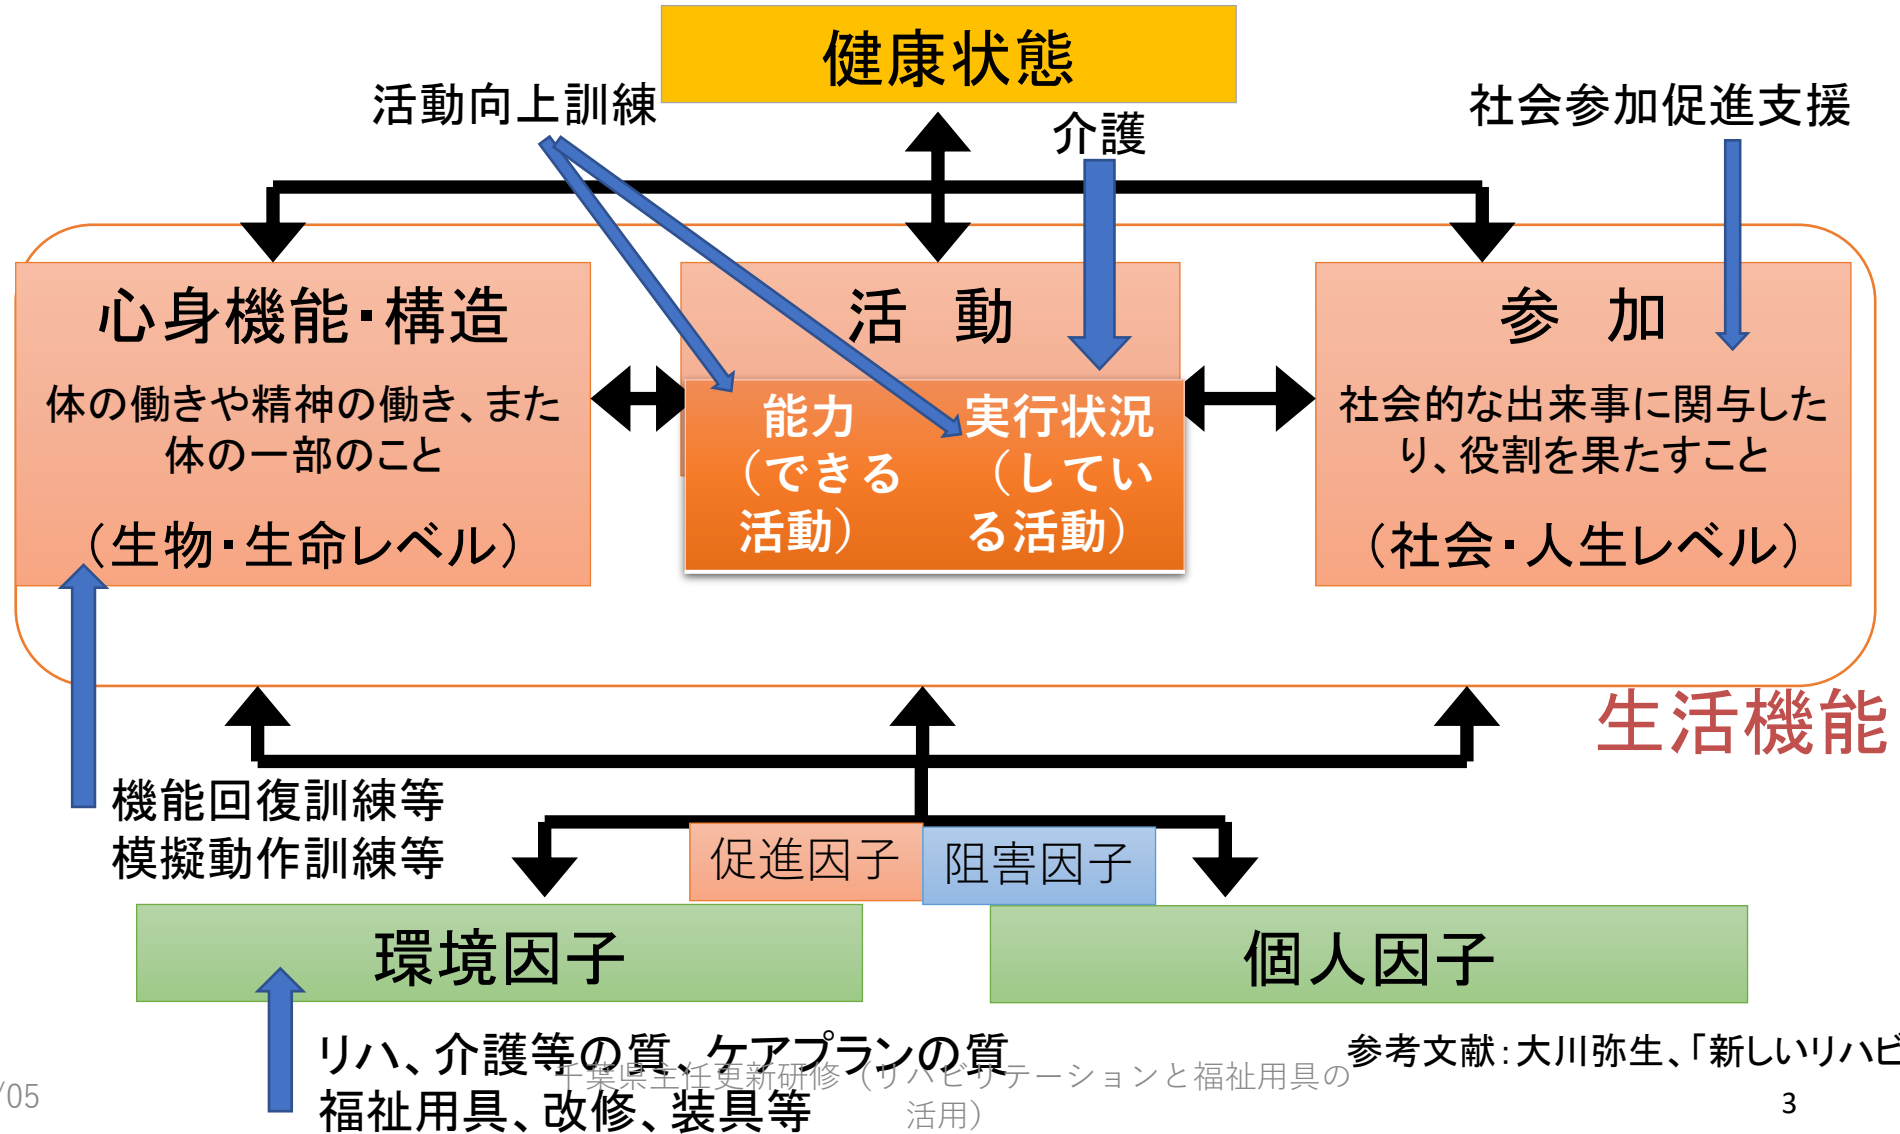 健康状態
活動向上訓練
介護
社会参加促進支援
心身機能・構造
体の働きや精神の働き、また
体の一部のこと
（生物・生命レベル）
活　動
能力
（できる
活動）
実行状況
（してい
る活動）
参　加
社会的な出来事に関与した
り、役割を果たすこと
（社会・人生レベル）
生活機能
機能回復訓練等
模擬動作訓練等
促進因子
阻害因子
環境因子
個人因子
リハ、介護等の質、ケアプランの質
福祉用具、改修、装具等
参考文献：大川弥生、「新しいリハビ
/05
千葉県主任更新研修（リハビリテーションと福祉用具の
活用）
3